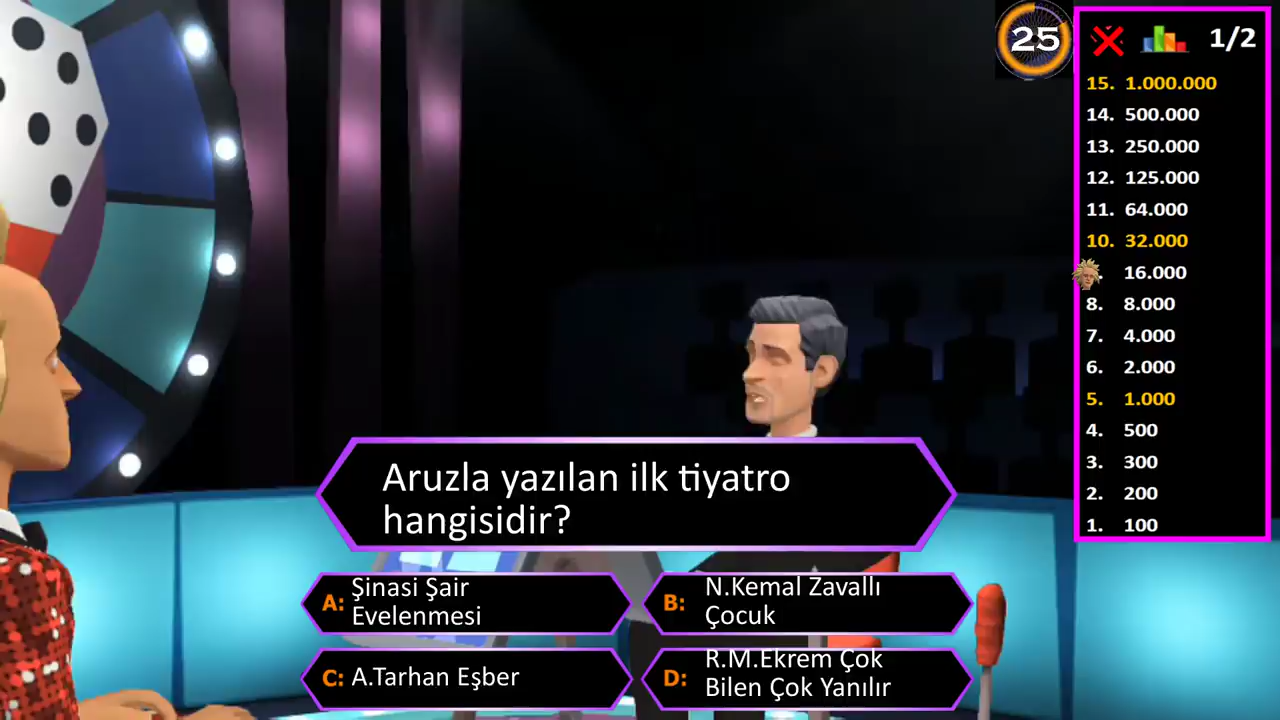 25
1/2
15. 1.000.000
14. 500.000
13. 250.000
12. 125.000
11. 64.000
10. 32.000
. 16.000
8. 8.000
7. 4.000
6. 2.000
5. 1.000
4. 500
3. 300
2. 200
1. 100
Aruzla yazılan ilk tiyatro
hangisidir?
A: Şinasi Şair
Evelenmesi
B: N.Kemal Zavallı
Çocuk
C: A.Tarhan Eşber
D: R.M.Ekrem Çok
Bilen Çok Yanılır